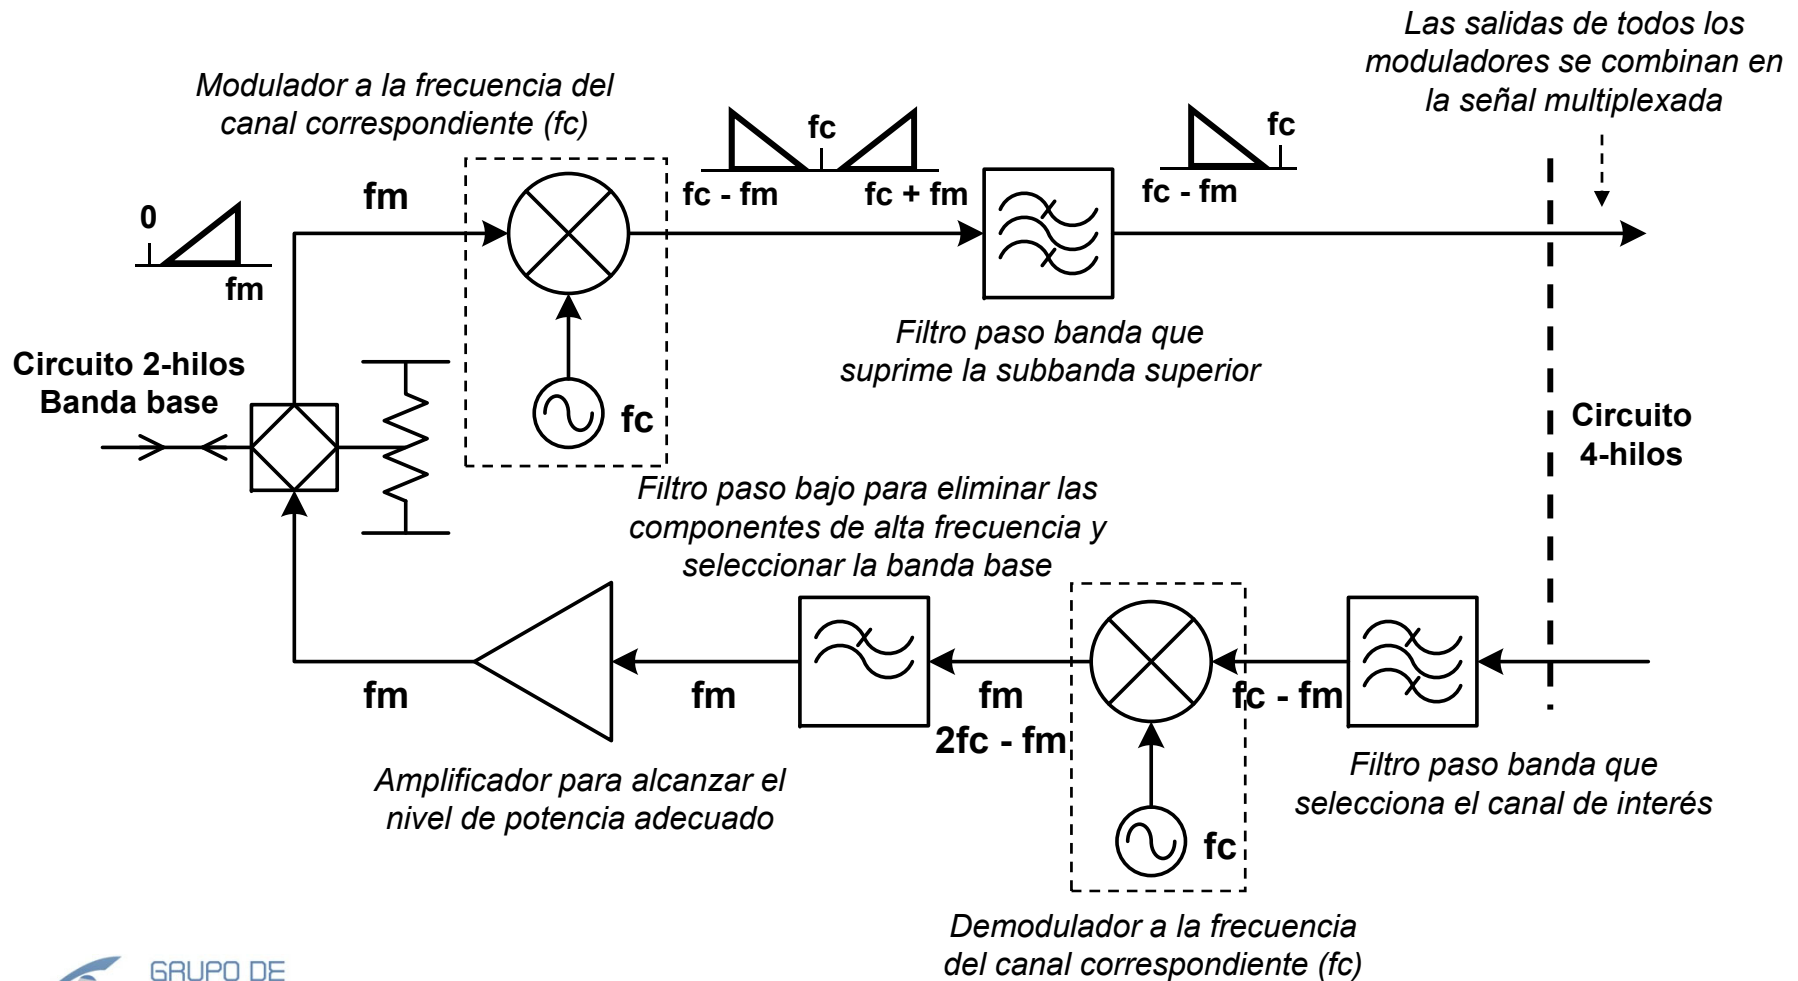 Las salidas de todos los
moduladores se combinan en
la señal multiplexada
Modulador a la frecuencia del
canal correspondiente (fc)
fc
fc
fm
fc - fm
fc + fm
fc - fm
0
fm
Filtro paso banda que
suprime la subbanda superior
Circuito 2-hilos
Banda base
fc
Circuito
4-hilos
Filtro paso bajo para eliminar las
componentes de alta frecuencia y
seleccionar la banda base
fm
fm
fm
2fc - fm
fc - fm
Amplificador para alcanzar el
nivel de potencia adecuado
Filtro paso banda que
selecciona el canal de interés
fc
Demodulador a la frecuencia
del canal correspondiente (fc)
GRUPO DE